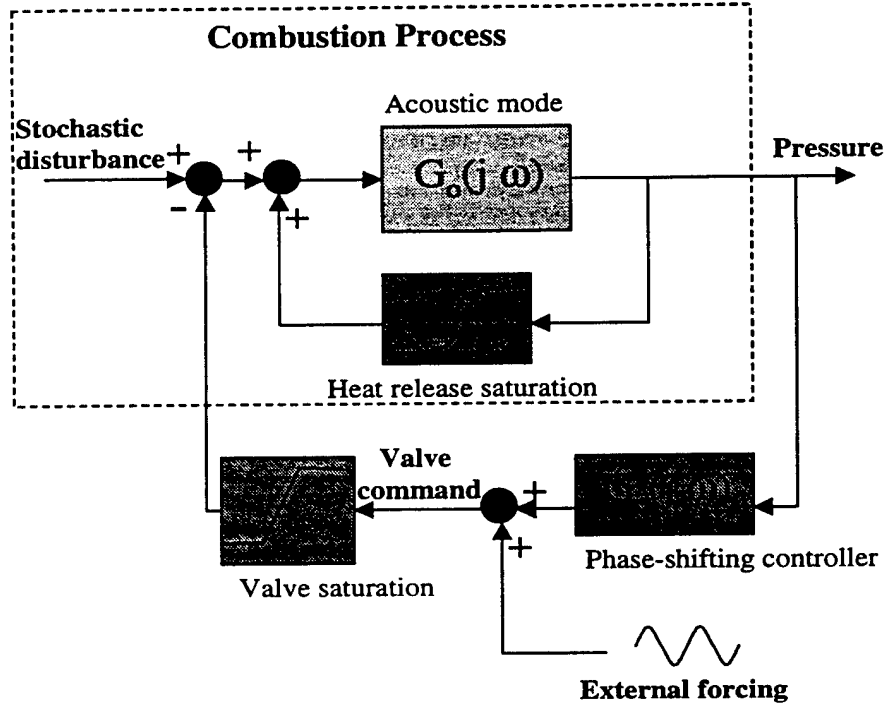 Combustion Process
Acoustic mode
Stochastic
disturbance
+
+
G_o(j ω)
Pressure
-
+
Heat release saturation
Valve
command
+
+
Phase-shifting controller
Valve saturation
External forcing